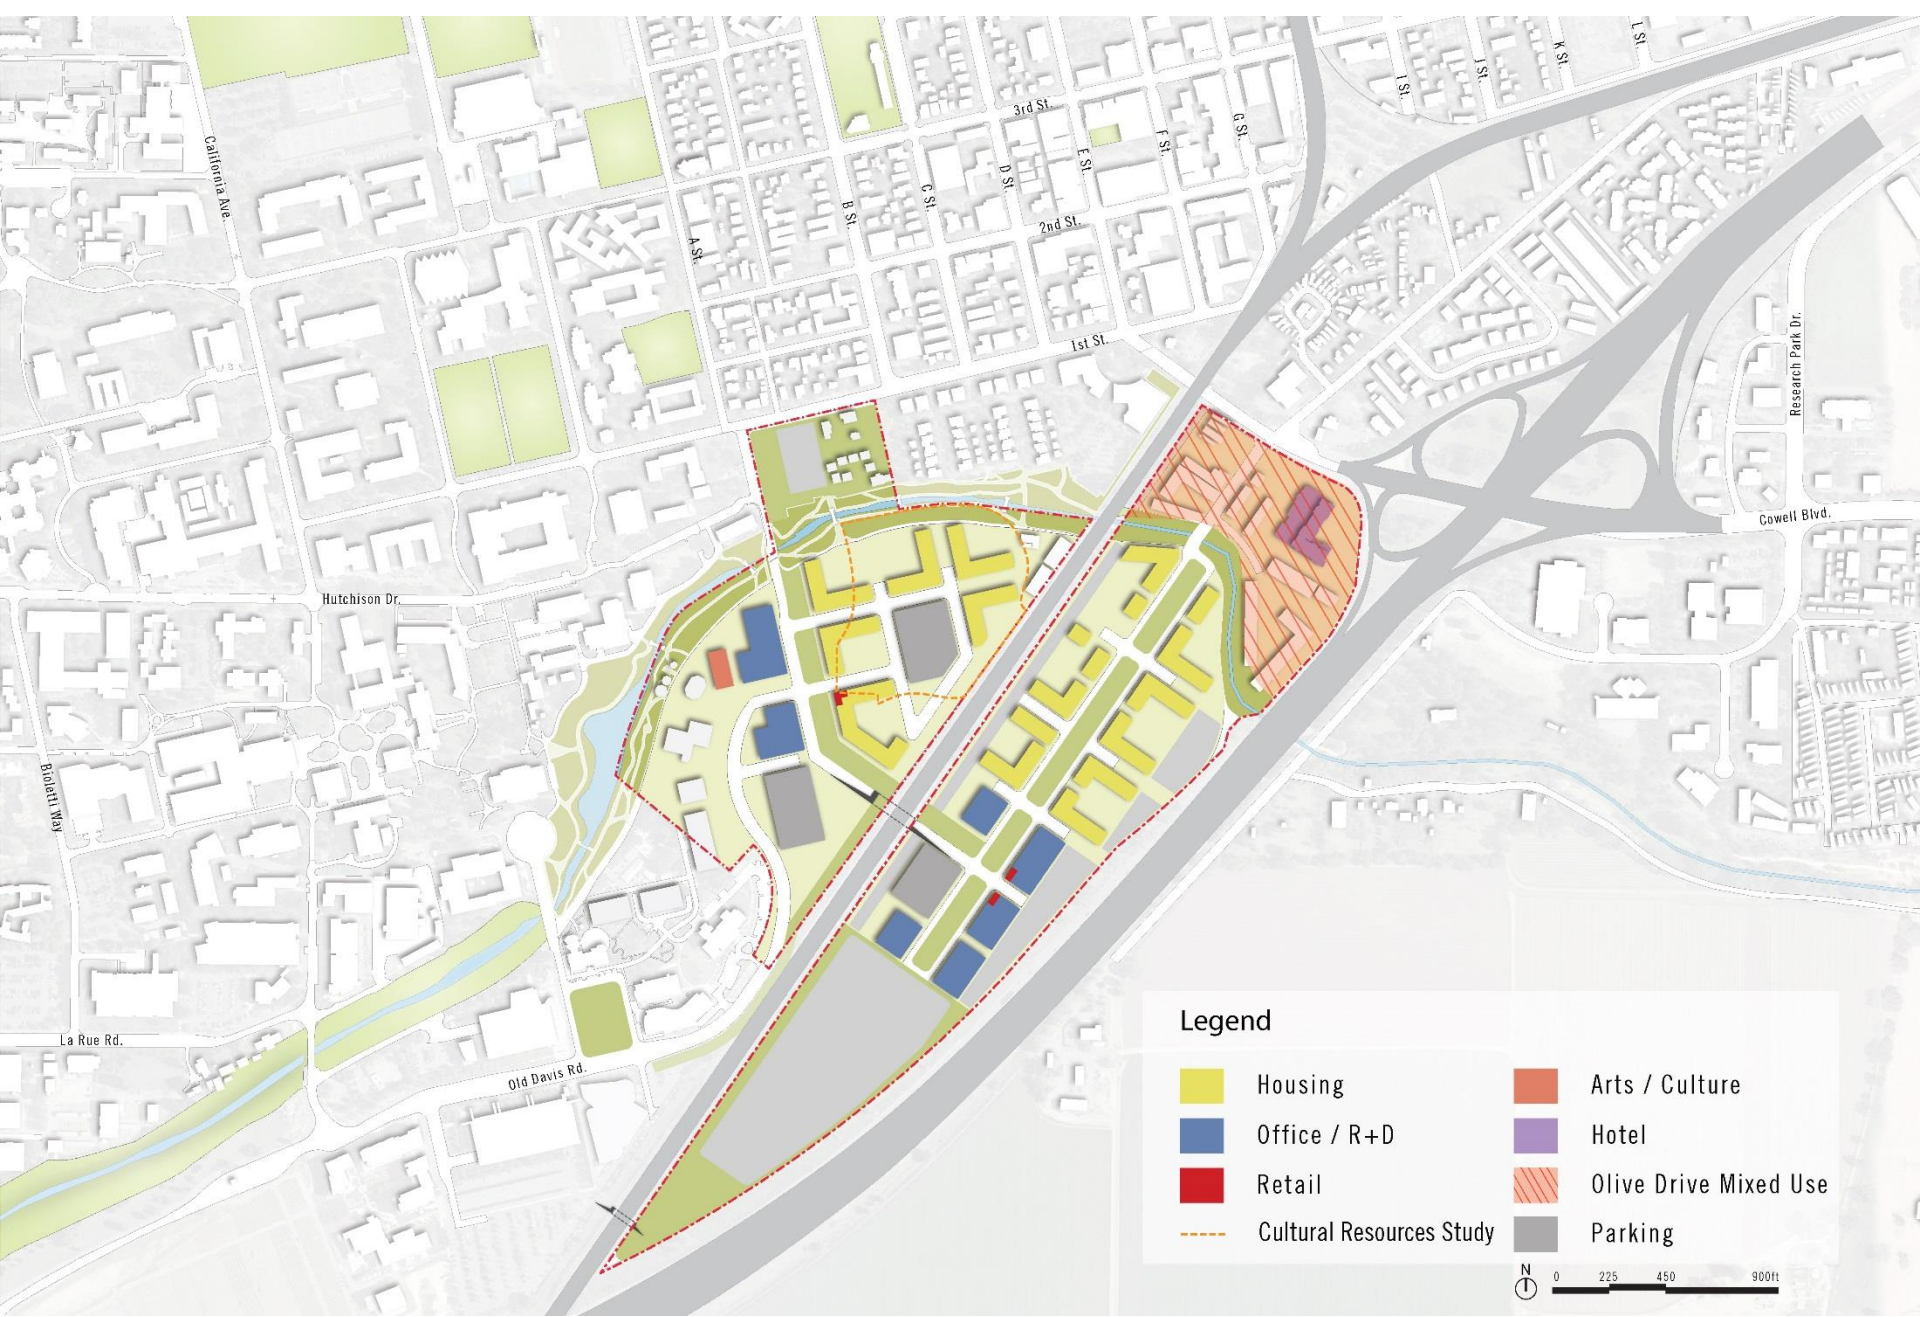 L St.
K St.
J St.
I St.
3rd St.
G St.
F St.
E St.
D St.
C St.
B St.
A St.
2nd St.
California Ave.
1st St.
Research Park Dr.
Cowell Blvd.
Hutchison Dr.
Bioletti Way
La Rue Rd.
Old Davis Rd.
Legend
Housing
Office / R+D
Retail
Cultural Resources Study
Arts / Culture
Hotel
Olive Drive Mixed Use
Parking
N
0 225 450 900ft